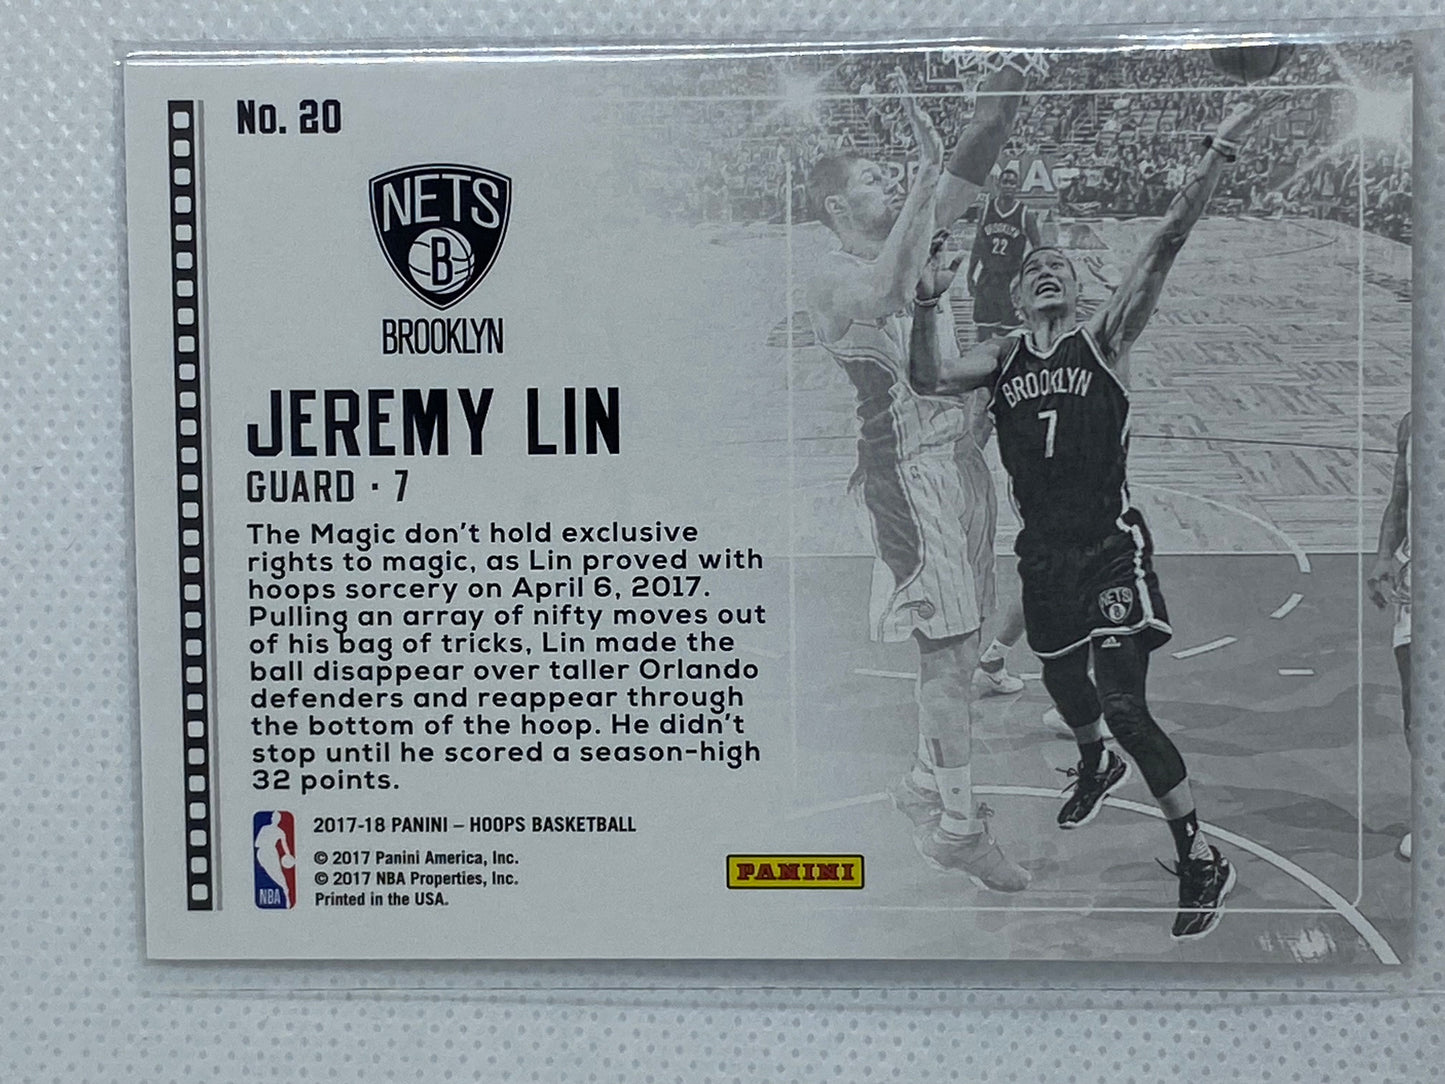 No. 20
NETS
B
BROOKLYN
JEREMY LIN
GUARD · 7
The Magic don't hold exclusive
rights to magic, as Lin proved with
hoops sorcery on April 6, 2017.
Pulling an array of nifty moves out
of his bag of tricks, Lin made the
ball disappear over taller Orlando
defenders and reappear through
the bottom of the hoop. He didn't
stop until he scored a season-high
32 points.
NBA
2017-18 PANINI – HOOPS BASKETBALL
© 2017 Panini America, Inc.
© 2017 NBA Properties, Inc.
Printed in the USA.
PANINI
BROOKLYN
22
BROOKLYN
7
NETS
B